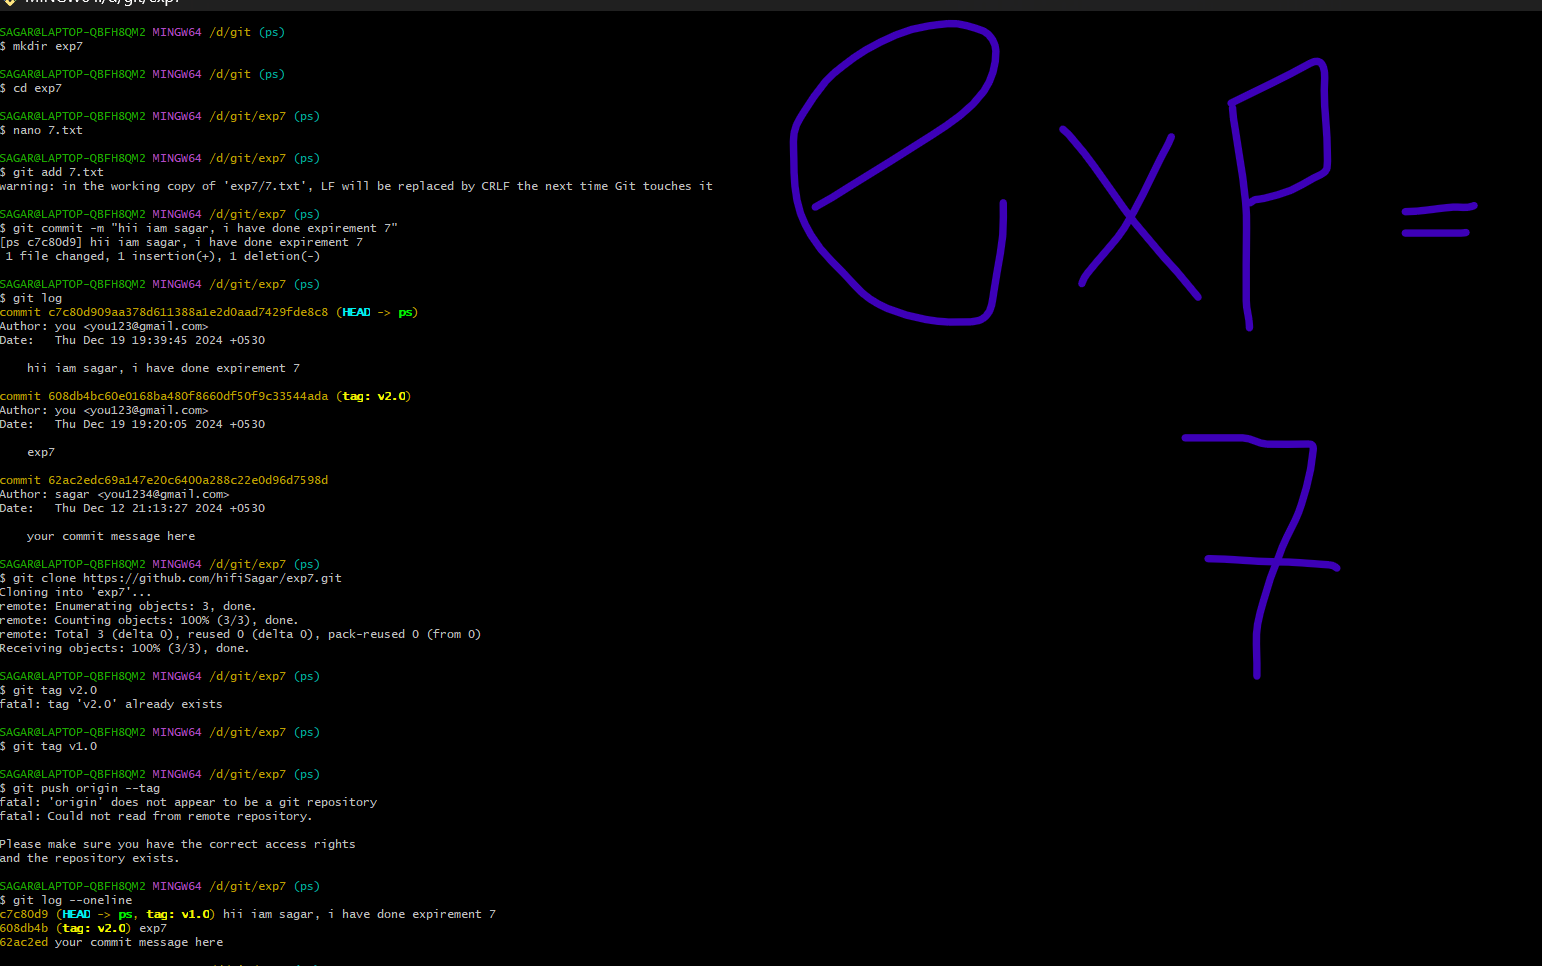 SAGAR@LAPTOP-QBFH8QM2 MINGW64 /d/git (ps)
$ mkdir exp7
SAGAR@LAPTOP-QBFH8QM2 MINGW64 /d/git (ps)
$ cd exp7
SAGAR@LAPTOP-QBFH8QM2 MINGW64 /d/git/exp7 (ps)
$ nano 7.txt
SAGAR@LAPTOP-QBFH8QM2 MINGW64 /d/git/exp7 (ps)
$ git add 7.txt
warning: in the working copy of 'exp7/7.txt', LF will be replaced by CRLF the next time Git touches it
SAGAR@LAPTOP-QBFH8QM2 MINGW64 /d/git/exp7 (ps)
$ git commit -m "hii iam sagar, i have done expirement 7"
[ps c7c80d9] hii iam sagar, i have done expirement 7
1 file changed, 1 insertion(+), 1 deletion(-)
SAGAR@LAPTOP-QBFH8QM2 MINGW64 /d/git/exp7 (ps)
$ git log
commit c7c80d909aa378d611388a1e2d0aad7429fde8c8 (HEAD -> ps)
Author: you <you123@gmail.com>
Date:   Thu Dec 19 19:39:45 2024 +0530
hii iam sagar, i have done expirement 7
commit 608db4bc60e0168ba480f8660df50f9c33544ada (tag: v2.0)
Author: you <you123@gmail.com>
Date:   Thu Dec 19 19:20:05 2024 +0530
exp7
commit 62ac2edc69a147e20c6400a288c22e0d96d7598d
Author: sagar <you1234@gmail.com>
Date:   Thu Dec 12 21:13:27 2024 +0530
your commit message here
SAGAR@LAPTOP-QBFH8QM2 MINGW64 /d/git/exp7 (ps)
$ git clone https://github.com/hifiSagar/exp7.git
Cloning into 'exp7'...
remote: Enumerating objects: 3, done.
remote: Counting objects: 100% (3/3), done.
remote: Total 3 (delta 0), reused 0 (delta 0), pack-reused 0 (from 0)
Receiving objects: 100% (3/3), done.
SAGAR@LAPTOP-QBFH8QM2 MINGW64 /d/git/exp7 (ps)
$ git tag v2.0
fatal: tag 'v2.0' already exists
SAGAR@LAPTOP-QBFH8QM2 MINGW64 /d/git/exp7 (ps)
$ git tag v1.0
SAGAR@LAPTOP-QBFH8QM2 MINGW64 /d/git/exp7 (ps)
$ git push origin --tag
fatal: 'origin' does not appear to be a git repository
fatal: Could not read from remote repository.
Please make sure you have the correct access rights
and the repository exists.
SAGAR@LAPTOP-QBFH8QM2 MINGW64 /d/git/exp7 (ps)
$ git log --oneline
c7c80d9 (HEAD -> ps, tag: v1.0) hii iam sagar, i have done expirement 7
608db4b (tag: v2.0) exp7
62ac2ed your commit message here
exp =
7